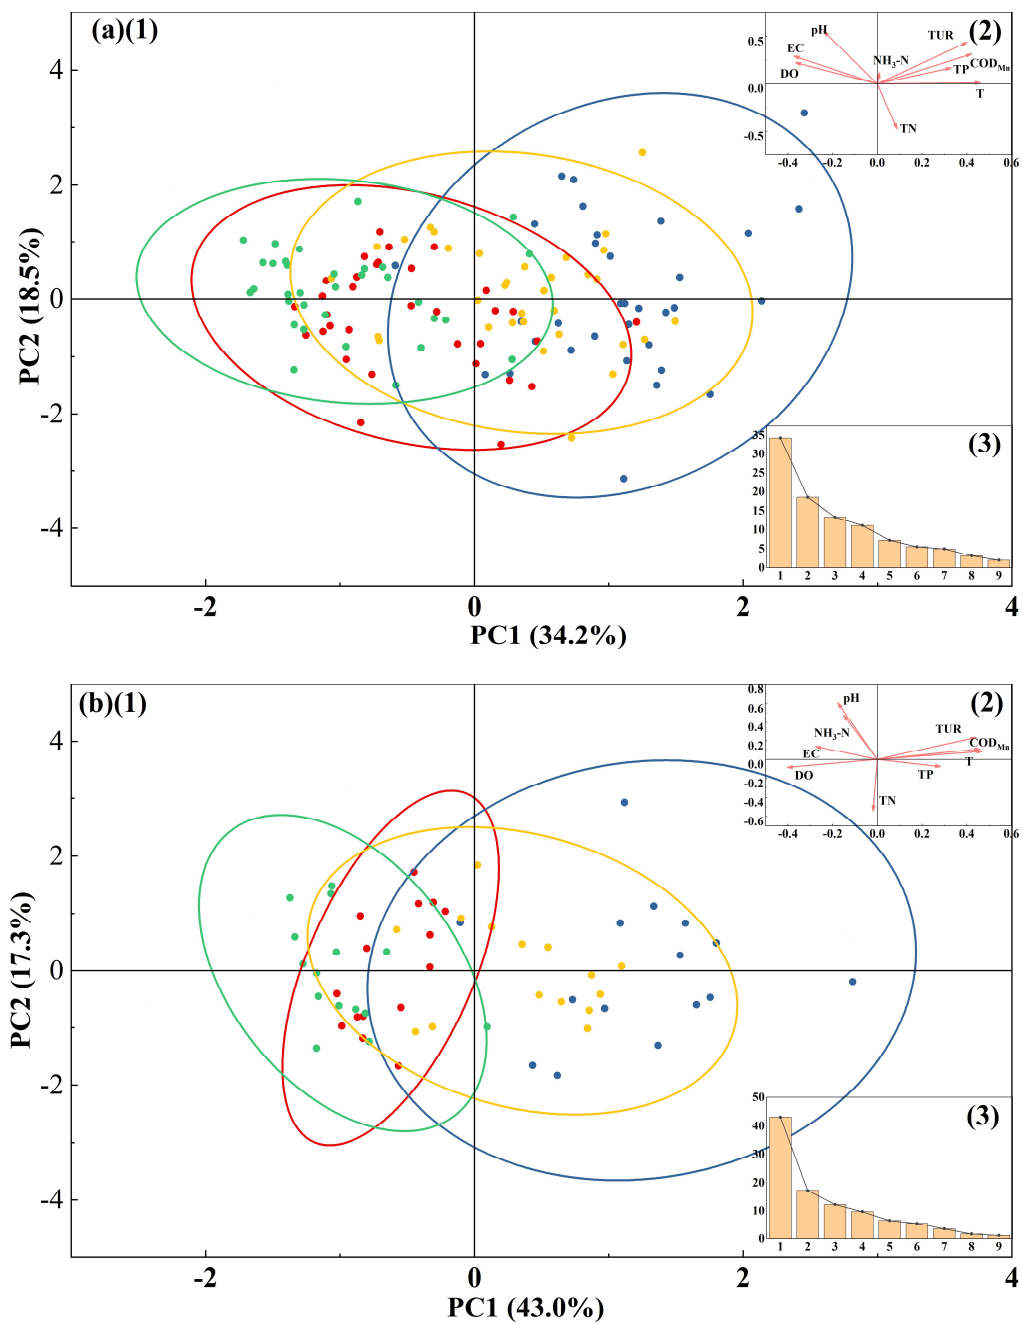 (a)(1)
PC2 (18.5%)
4
2
0
-2
-4
-2
0
2
4
PC1 (34.2%)
(2)
0.5
0.0
-0.5
-0.4
-0.2
0.0
0.2
0.4
0.6
pH
EC
DO
NH3-N
TUR
CODMn
TP
T
TN
(3)
35
30
25
20
15
10
5
0
1 2 3 4 5 6 7 8 9
(b)(1)
PC2 (17.3%)
4
2
0
-2
-4
-2
0
2
4
PC1 (43.0%)
(2)
0.8
0.6
0.4
0.2
0.0
-0.2
-0.4
-0.6
-0.4
-0.2
0.0
0.2
0.4
0.6
pH
NH3-N
EC
DO
TUR
CODMn
T
TP
TN
(3)
50
40
30
20
10
0
1 2 3 4 5 6 7 8 9